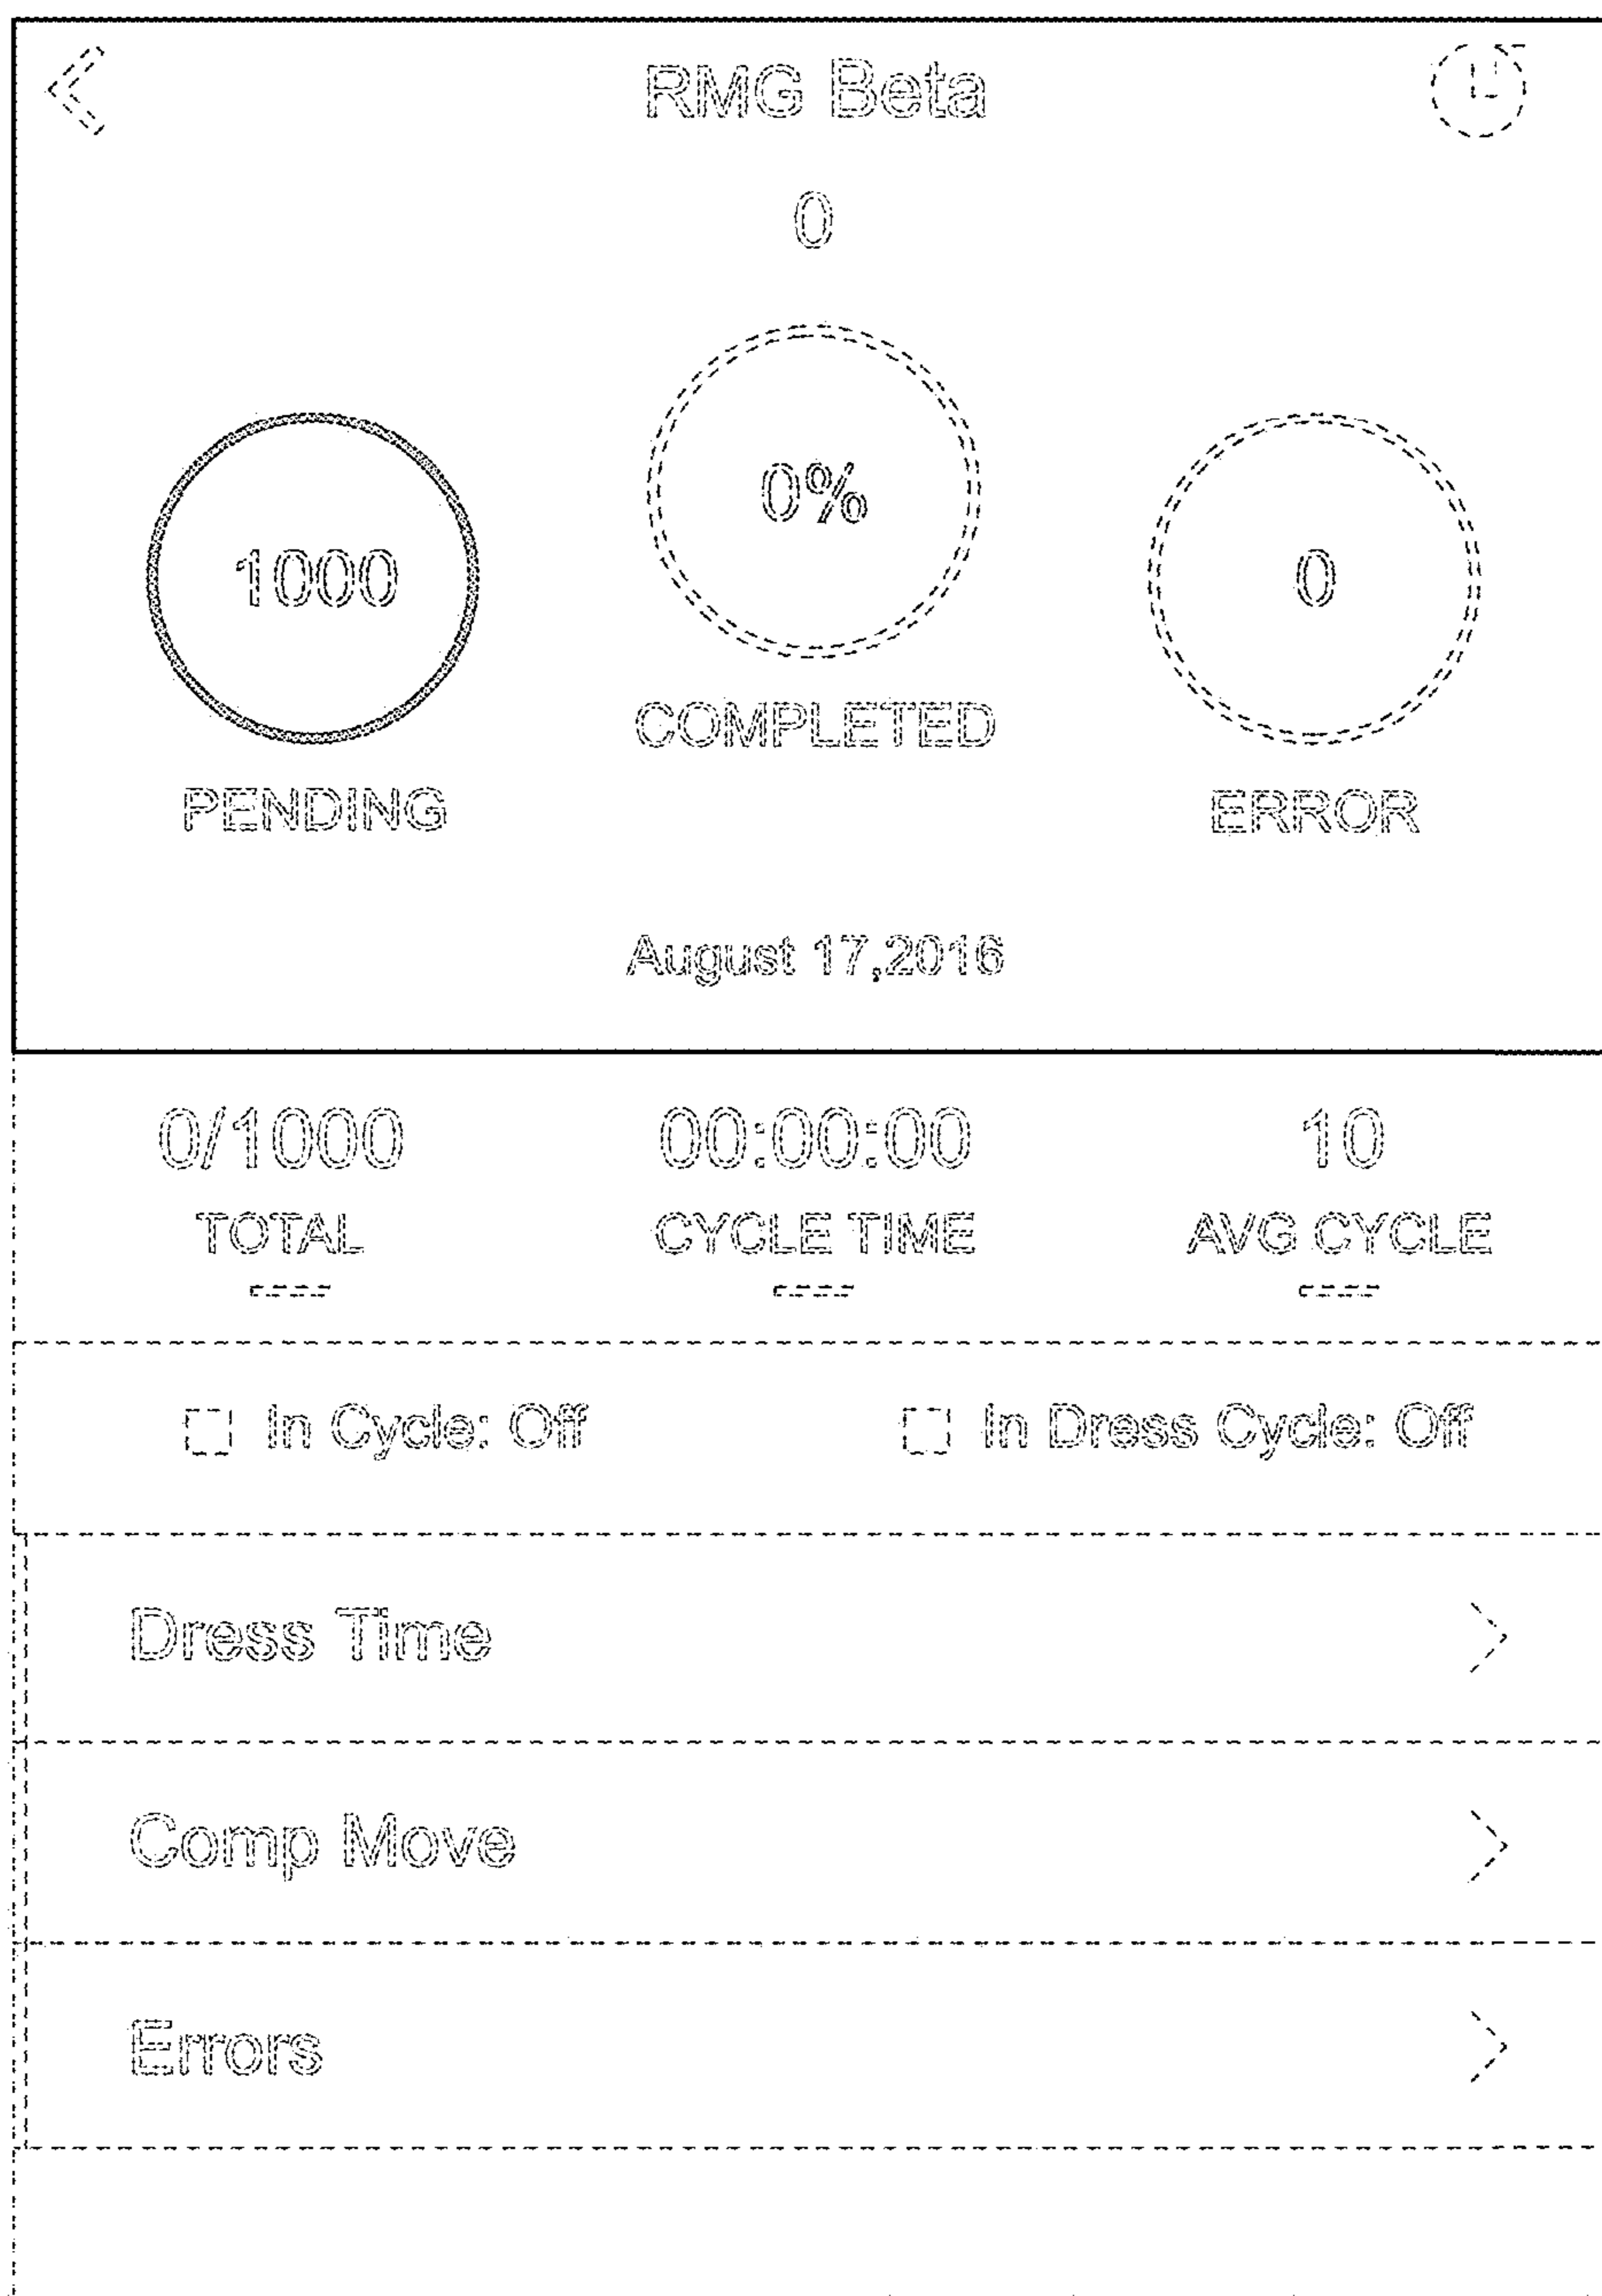 RMG Beta
0
1000
0%
0
PENDING
COMPLETED
ERROR
August 17,2016
0/1000
00:00:00
10
TOTAL
CYCLE TIME
AVG CYCLE
In Cycle: Off
In Dress Cycle: Off
Dress Time
Comp Move
Errors